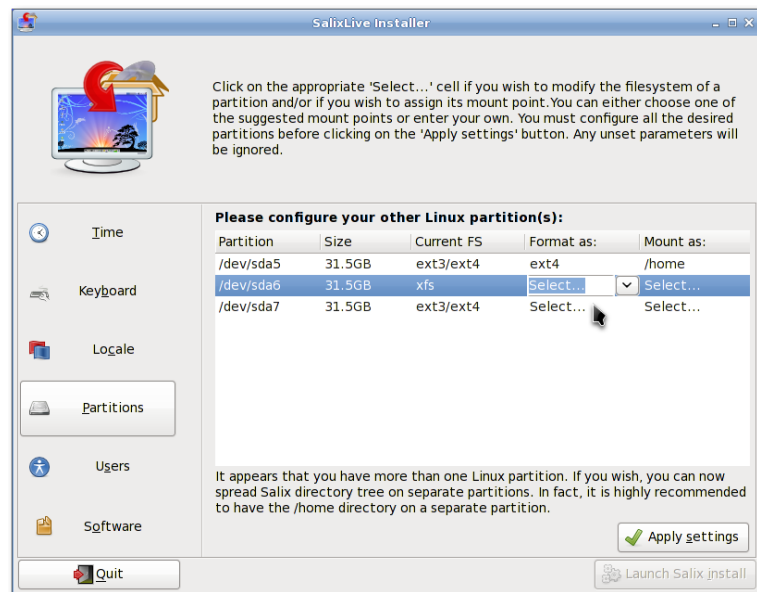 SalixLive Installer
Click on the appropriate 'Select...' cell if you wish to modify the filesystem of a
partition and/or if you wish to assign its mount point.You can either choose one of
the suggested mount points or enter your own. You must configure all the desired
partitions before clicking on the 'Apply settings' button. Any unset parameters will
be ignored.
Time
Keyboard
Locale
Partitions
Users
Software
Please configure your other Linux partition(s):
Partition Size Current FS Format as: Mount as:
/dev/sda5 31.5GB ext3/ext4 ext4 /home
/dev/sda6 31.5GB xfs Select... Select...
/dev/sda7 31.5GB ext3/ext4 Select... Select...
It appears that you have more than one Linux partition. If you wish, you can now
spread Salix directory tree on separate partitions. In fact, it is highly recommended
to have the /home directory on a separate partition.
Apply settings
Quit
Launch Salix install